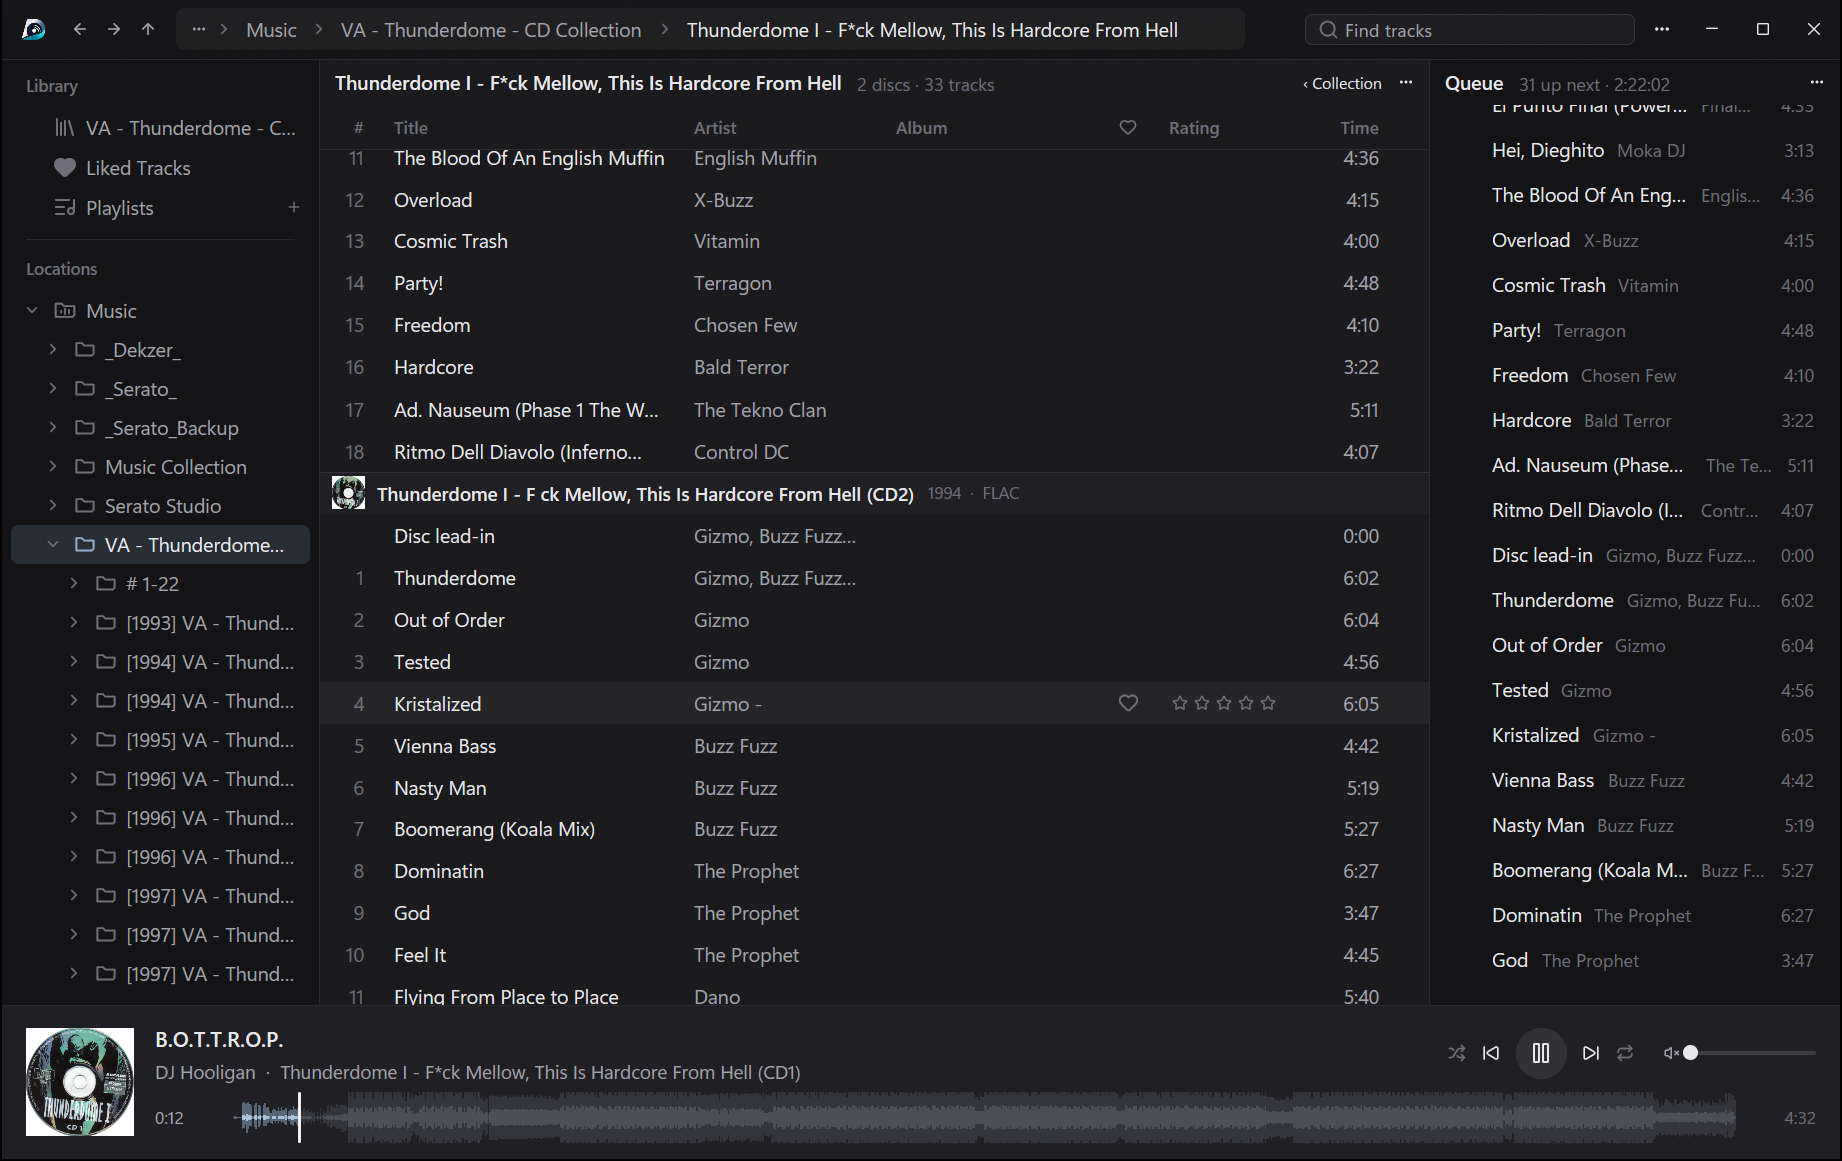 ··· Music VA - Thunderdome - CD Collection Thunderdome I - F*ck Mellow, This Is Hardcore From Hell Find tracks ···
Library
VA - Thunderdome - C...
Liked Tracks
Playlists +
Locations
Music
_Dekzer_
_Serato_
_Serato_Backup
Music Collection
Serato Studio
VA - Thunderdome...
# 1-22
[1993] VA - Thund...
[1994] VA - Thund...
[1994] VA - Thund...
[1995] VA - Thund...
[1996] VA - Thund...
[1996] VA - Thund...
[1996] VA - Thund...
[1997] VA - Thund...
[1997] VA - Thund...
[1997] VA - Thund...
Thunderdome I - F*ck Mellow, This Is Hardcore From Hell 2 discs · 33 tracks ‹ Collection ···
# Title Artist Album Rating Time
11 The Blood Of An English Muffin English Muffin 4:36
12 Overload X-Buzz 4:15
13 Cosmic Trash Vitamin 4:00
14 Party! Terragon 4:48
15 Freedom Chosen Few 4:10
16 Hardcore Bald Terror 3:22
17 Ad. Nauseum (Phase 1 The W... The Tekno Clan 5:11
18 Ritmo Dell Diavolo (Inferno... Control DC 4:07
Thunderdome I - F ck Mellow, This Is Hardcore From Hell (CD2) 1994 · FLAC
Disc lead-in Gizmo, Buzz Fuzz... 0:00
1 Thunderdome Gizmo, Buzz Fuzz... 6:02
2 Out of Order Gizmo 6:04
3 Tested Gizmo 4:56
4 Kristalized Gizmo - 6:05
5 Vienna Bass Buzz Fuzz 4:42
6 Nasty Man Buzz Fuzz 5:19
7 Boomerang (Koala Mix) Buzz Fuzz 5:27
8 Dominatin The Prophet 6:27
9 God The Prophet 3:47
10 Feel It The Prophet 4:45
11 Flying From Place to Place Dano 5:40
Queue 31 up next · 2:22:02 ···
El Punto Final (Power... Final... 4:33
Hei, Dieghito Moka DJ 3:13
The Blood Of An Eng... Englis... 4:36
Overload X-Buzz 4:15
Cosmic Trash Vitamin 4:00
Party! Terragon 4:48
Freedom Chosen Few 4:10
Hardcore Bald Terror 3:22
Ad. Nauseum (Phase... The Te... 5:11
Ritmo Dell Diavolo (I... Contr... 4:07
Disc lead-in Gizmo, Buzz Fuzz... 0:00
Thunderdome Gizmo, Buzz Fu... 6:02
Out of Order Gizmo 6:04
Tested Gizmo 4:56
Kristalized Gizmo - 6:05
Vienna Bass Buzz Fuzz 4:42
Nasty Man Buzz Fuzz 5:19
Boomerang (Koala M... Buzz F... 5:27
Dominatin The Prophet 6:27
God The Prophet 3:47
THUNDERDOME I
CD 1
B.O.T.T.R.O.P.
DJ Hooligan · Thunderdome I - F*ck Mellow, This Is Hardcore From Hell (CD1)
0:12 4:32